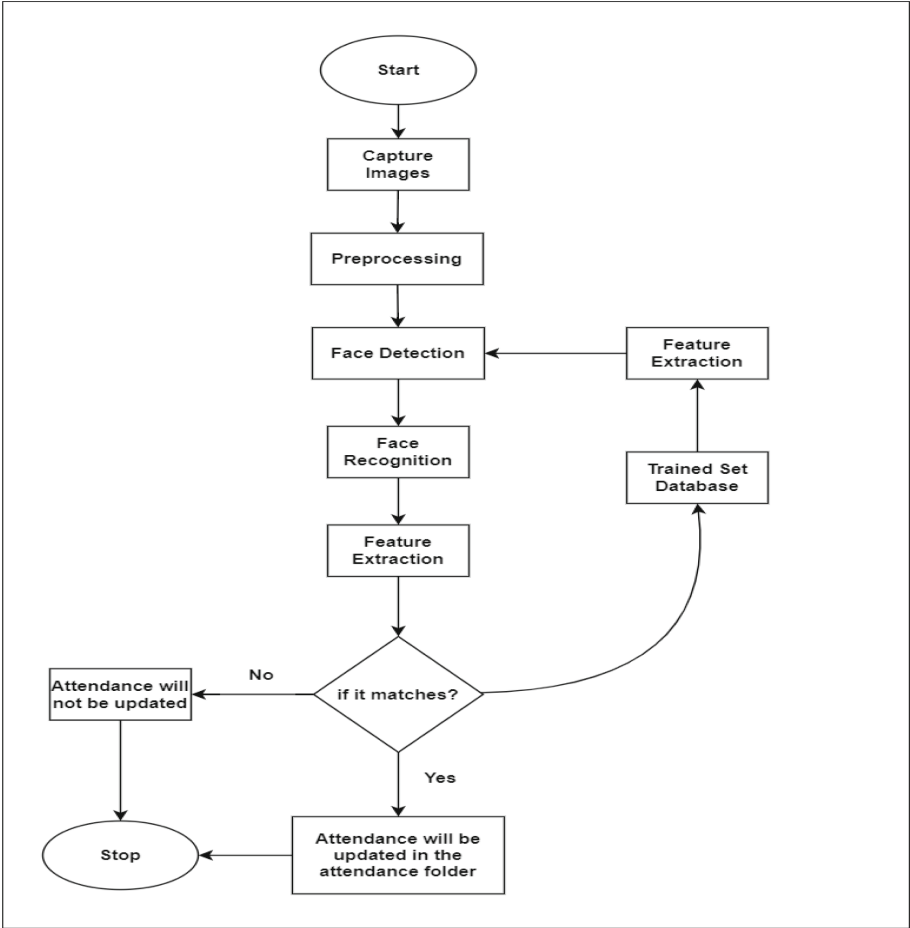 Start
Capture
Images
Preprocessing
Face Detection
Feature
Extraction
Face
Recognition
Trained Set
Database
Feature
Extraction
No
Attendance will
not be updated
if it matches?
Yes
Stop
Attendance will be
updated in the
attendance folder